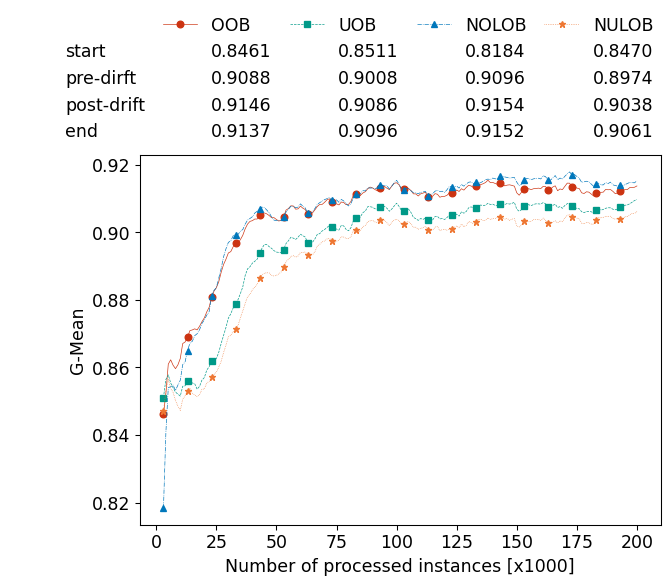 OOB UOB NOLOB NULOB
start 0.8461 0.8511 0.8184 0.8470
pre-dirft 0.9088 0.9008 0.9096 0.8974
post-drift 0.9146 0.9086 0.9154 0.9038
end 0.9137 0.9096 0.9152 0.9061
0.92
0.90
0.88
0.86
0.84
0.82
G-Mean
0 25 50 75 100 125 150 175 200
Number of processed instances [x1000]